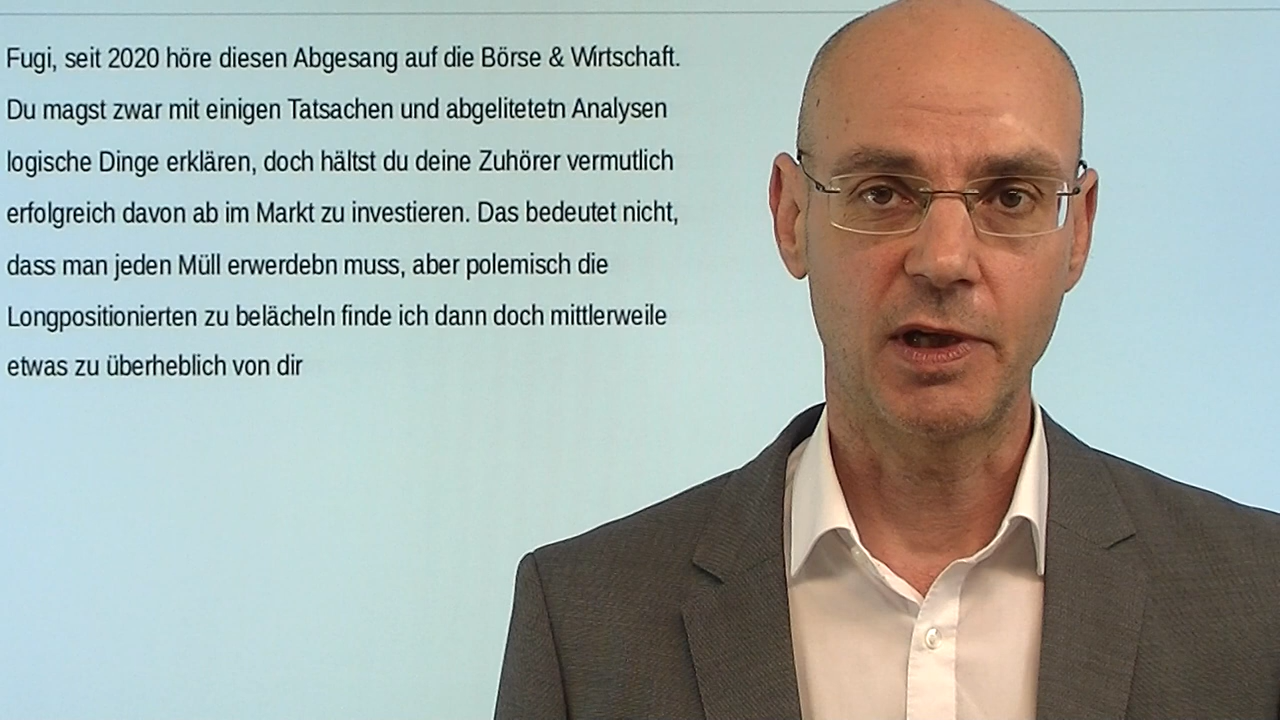 Fugi, seit 2020 höre diesen Abgesang auf die Börse & Wirtschaft.
Du magst zwar mit einigen Tatsachen und abgelitetetn Analysen
logische Dinge erklären, doch hältst du deine Zuhörer vermutlich
erfolgreich davon ab im Markt zu investieren. Das bedeutet nicht,
dass man jeden Müll erwerdebn muss, aber polemisch die
Longpositionierten zu belächeln finde ich dann doch mittlerweile
etwas zu überheblich von dir